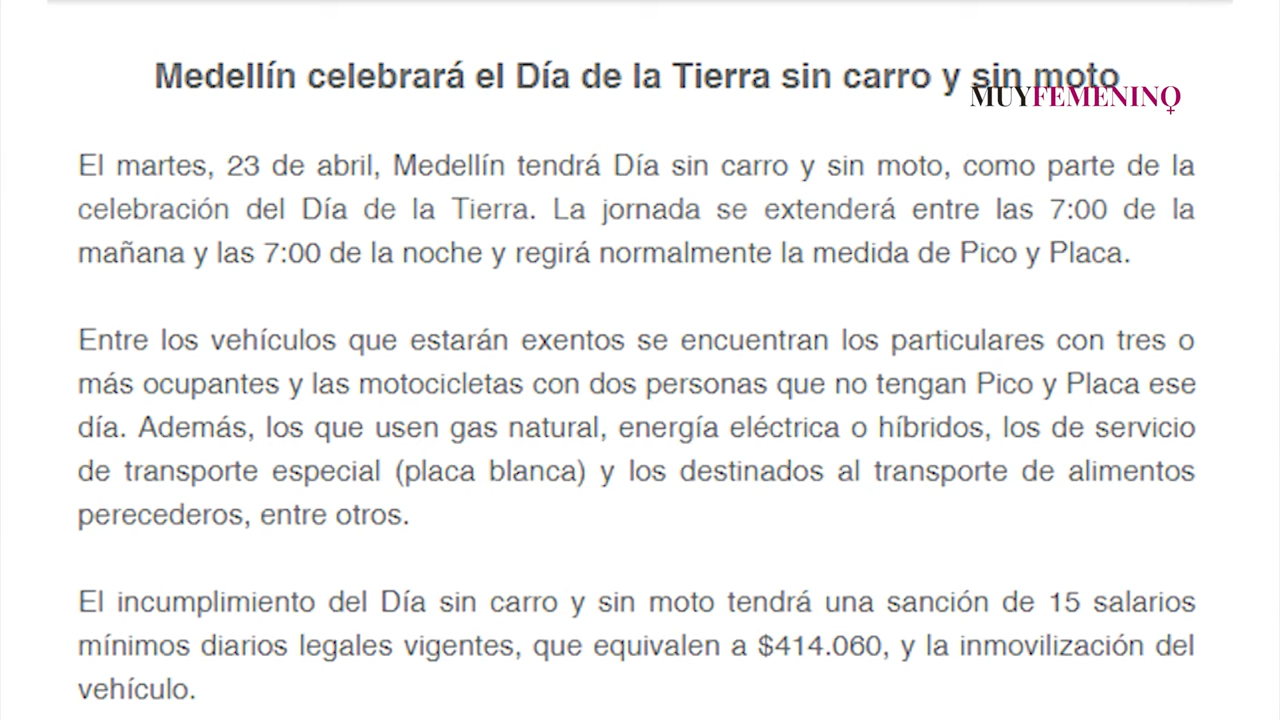 Medellín celebrará el Día de la Tierra sin carro y sin moto
MUYFEMENINO
El martes, 23 de abril, Medellín tendrá Día sin carro y sin moto, como parte de la
celebración del Día de la Tierra. La jornada se extenderá entre las 7:00 de la
mañana y las 7:00 de la noche y regirá normalmente la medida de Pico y Placa.
Entre los vehículos que estarán exentos se encuentran los particulares con tres o
más ocupantes y las motocicletas con dos personas que no tengan Pico y Placa ese
día. Además, los que usen gas natural, energía eléctrica o híbridos, los de servicio
de transporte especial (placa blanca) y los destinados al transporte de alimentos
perecederos, entre otros.
El incumplimiento del Día sin carro y sin moto tendrá una sanción de 15 salarios
mínimos diarios legales vigentes, que equivalen a $414.060, y la inmovilización del
vehículo.